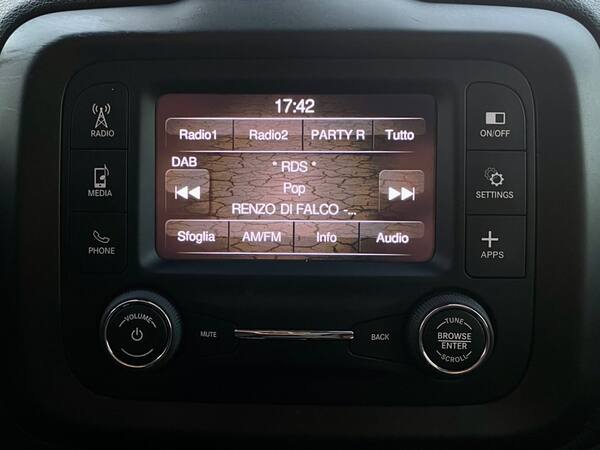 17:42
Radio1 Radio2 PARTY R Tutto
DAB
* RDS *
Pop
RENZO DI FALCO -...
Sfoglia AM/FM Info Audio
RADIO
MEDIA
PHONE
ON/OFF
SETTINGS
APPS
VOLUME
MUTE
BACK
TUNE
BROWSE
ENTER
SCROLL